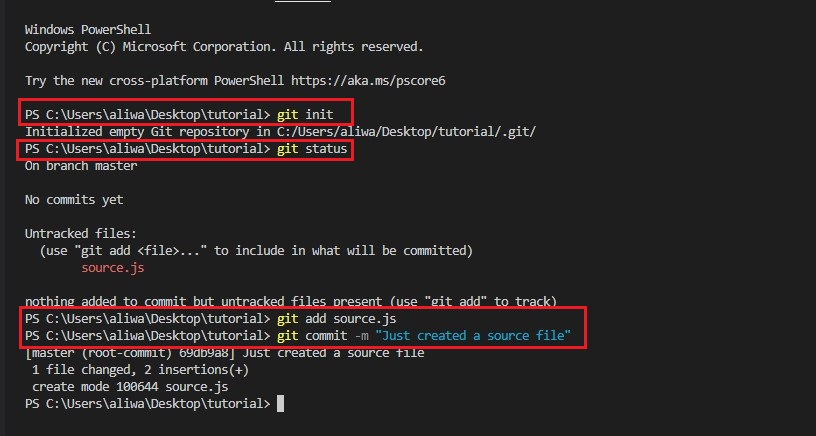 Windows PowerShell
Copyright (C) Microsoft Corporation. All rights reserved.
Try the new cross-platform PowerShell https://aka.ms/pscore6
PS C:\Users\aliwa\Desktop\tutorial> git init
Initialized empty Git repository in C:/Users/aliwa/Desktop/tutorial/.git/
PS C:\Users\aliwa\Desktop\tutorial> git status
On branch master
No commits yet
Untracked files:
  (use "git add <file>..." to include in what will be committed)
        source.js
nothing added to commit but untracked files present (use "git add" to track)
PS C:\Users\aliwa\Desktop\tutorial> git add source.js
PS C:\Users\aliwa\Desktop\tutorial> git commit -m "Just created a source file"
[master (root-commit) 69db9a8] Just created a source file
 1 file changed, 2 insertions(+)
 create mode 100644 source.js
PS C:\Users\aliwa\Desktop\tutorial>